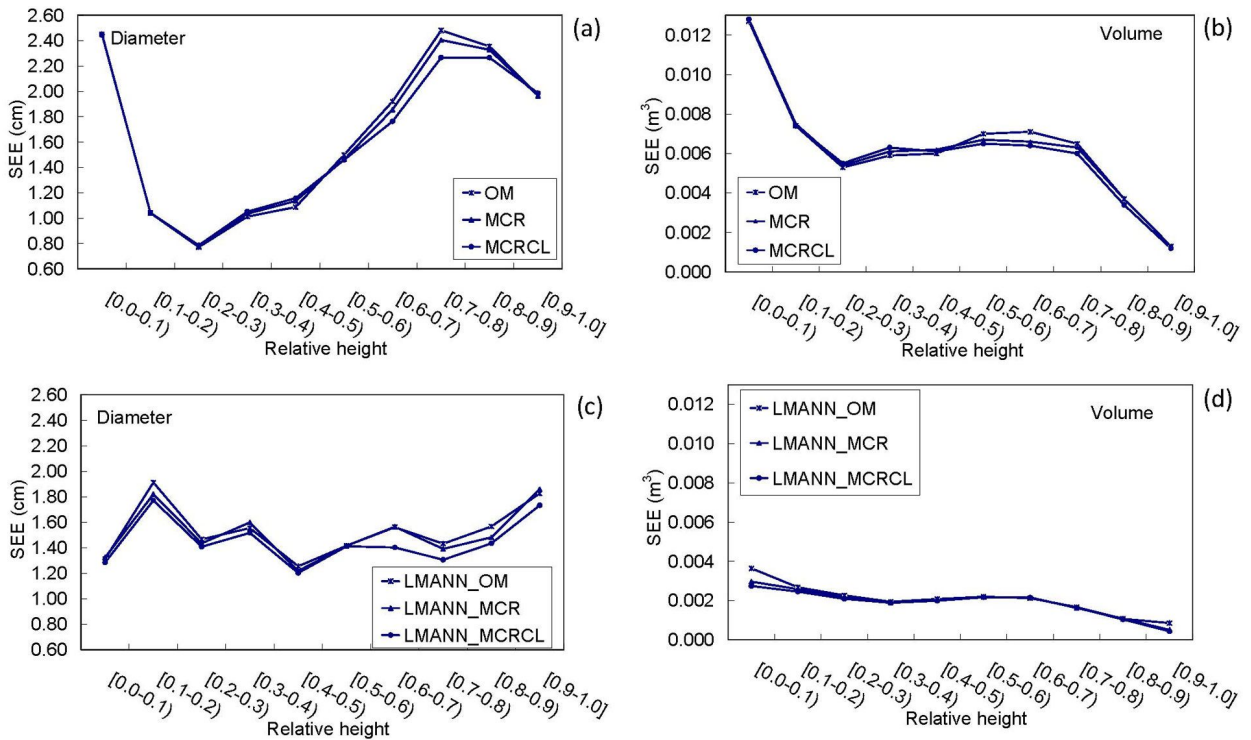 (a)
Diameter
SEE (cm)
2.60
2.40
2.20
2.00
1.80
1.60
1.40
1.20
1.00
0.80
0.60
OM
MCR
MCRCL
[0.0-0.1)
[0.1-0.2)
[0.2-0.3)
[0.3-0.4)
[0.4-0.5)
[0.5-0.6)
[0.6-0.7)
[0.7-0.8)
[0.8-0.9)
[0.9-1.0]
Relative height
(b)
Volume
SEE (m³)
0.012
0.010
0.008
0.006
0.004
0.002
0.000
OM
MCR
MCRCL
[0.0-0.1)
[0.1-0.2)
[0.2-0.3)
[0.3-0.4)
[0.4-0.5)
[0.5-0.6)
[0.6-0.7)
[0.7-0.8)
[0.8-0.9)
[0.9-1.0]
Relative height
(c)
Diameter
SEE (cm)
2.60
2.40
2.20
2.00
1.80
1.60
1.40
1.20
1.00
0.80
0.60
LMANN_OM
LMANN_MCR
LMANN_MCRCL
[0.0-0.1)
[0.1-0.2)
[0.2-0.3)
[0.3-0.4)
[0.4-0.5)
[0.5-0.6)
[0.6-0.7)
[0.7-0.8)
[0.8-0.9)
[0.9-1.0]
Relative height
(d)
Volume
SEE (m³)
0.012
0.010
0.008
0.006
0.004
0.002
0.000
LMANN_OM
LMANN_MCR
LMANN_MCRCL
[0.0-0.1)
[0.1-0.2)
[0.2-0.3)
[0.3-0.4)
[0.4-0.5)
[0.5-0.6)
[0.6-0.7)
[0.7-0.8)
[0.8-0.9)
[0.9-1.0]
Relative height